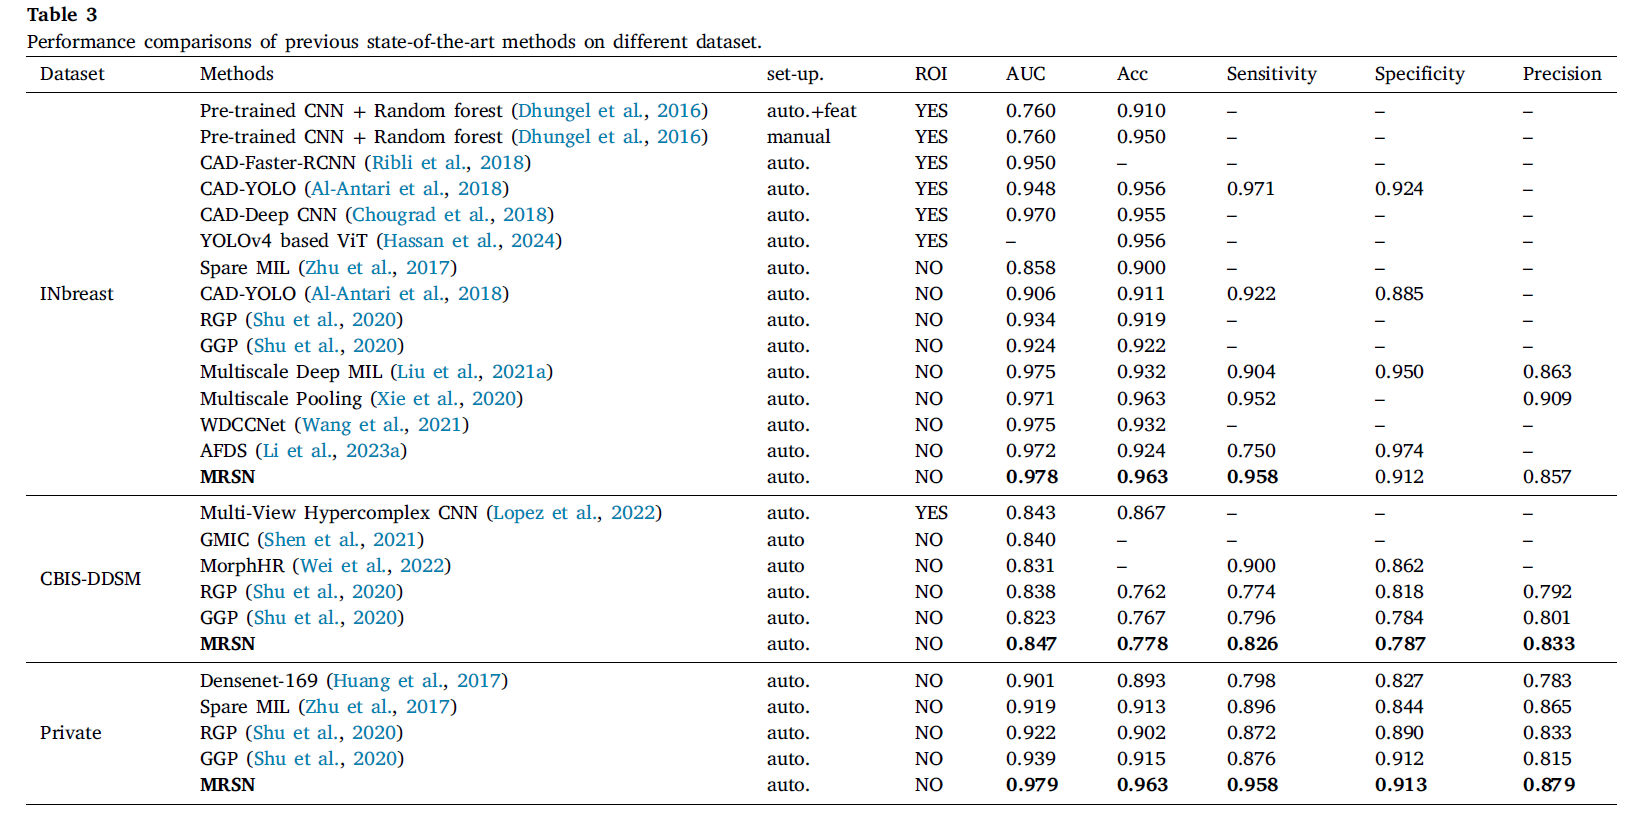 Table 3
Performance comparisons of previous state-of-the-art methods on different dataset.
Dataset Methods set-up. ROI AUC Acc Sensitivity Specificity Precision
Pre-trained CNN + Random forest (Dhungel et al., 2016) auto.+feat YES 0.760 0.910 – – –
Pre-trained CNN + Random forest (Dhungel et al., 2016) manual YES 0.760 0.950 – – –
CAD-Faster-RCNN (Ribli et al., 2018) auto. YES 0.950 – – – –
CAD-YOLO (Al-Antari et al., 2018) auto. YES 0.948 0.956 0.971 0.924 –
CAD-Deep CNN (Chougrad et al., 2018) auto. YES 0.970 0.955 – – –
YOLOv4 based ViT (Hassan et al., 2024) auto. YES – 0.956 – – –
Spare MIL (Zhu et al., 2017) auto. NO 0.858 0.900 – – –
INbreast CAD-YOLO (Al-Antari et al., 2018) auto. NO 0.906 0.911 0.922 0.885 –
RGP (Shu et al., 2020) auto. NO 0.934 0.919 – – –
GGP (Shu et al., 2020) auto. NO 0.924 0.922 – – –
Multiscale Deep MIL (Liu et al., 2021a) auto. NO 0.975 0.932 0.904 0.950 0.863
Multiscale Pooling (Xie et al., 2020) auto. NO 0.971 0.963 0.952 – 0.909
WDCCNet (Wang et al., 2021) auto. NO 0.975 0.932 – – –
AFDS (Li et al., 2023a) auto. NO 0.972 0.924 0.750 0.974 –
MRSN auto. NO 0.978 0.963 0.958 0.912 0.857
Multi-View Hypercomplex CNN (Lopez et al., 2022) auto. YES 0.843 0.867 – – –
GMIC (Shen et al., 2021) auto NO 0.840 – – – –
CBIS-DDSM MorphHR (Wei et al., 2022) auto NO 0.831 – 0.900 0.862 –
RGP (Shu et al., 2020) auto. NO 0.838 0.762 0.774 0.818 0.792
GGP (Shu et al., 2020) auto. NO 0.823 0.767 0.796 0.784 0.801
MRSN auto. NO 0.847 0.778 0.826 0.787 0.833
Densenet-169 (Huang et al., 2017) auto. NO 0.901 0.893 0.798 0.827 0.783
Spare MIL (Zhu et al., 2017) auto. NO 0.919 0.913 0.896 0.844 0.865
Private RGP (Shu et al., 2020) auto. NO 0.922 0.902 0.872 0.890 0.833
GGP (Shu et al., 2020) auto. NO 0.939 0.915 0.876 0.912 0.815
MRSN auto. NO 0.979 0.963 0.958 0.913 0.879